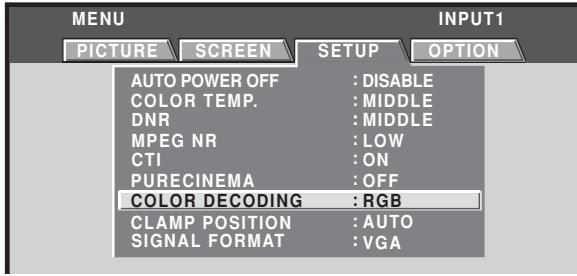 MENU INPUT1
PICTURE SCREEN SETUP OPTION
AUTO POWER OFF : DISABLE
COLOR TEMP. : MIDDLE
DNR : MIDDLE
MPEG NR : LOW
CTI : ON
PURECINEMA : OFF
COLOR DECODING : RGB
CLAMP POSITION : AUTO
SIGNAL FORMAT : VGA